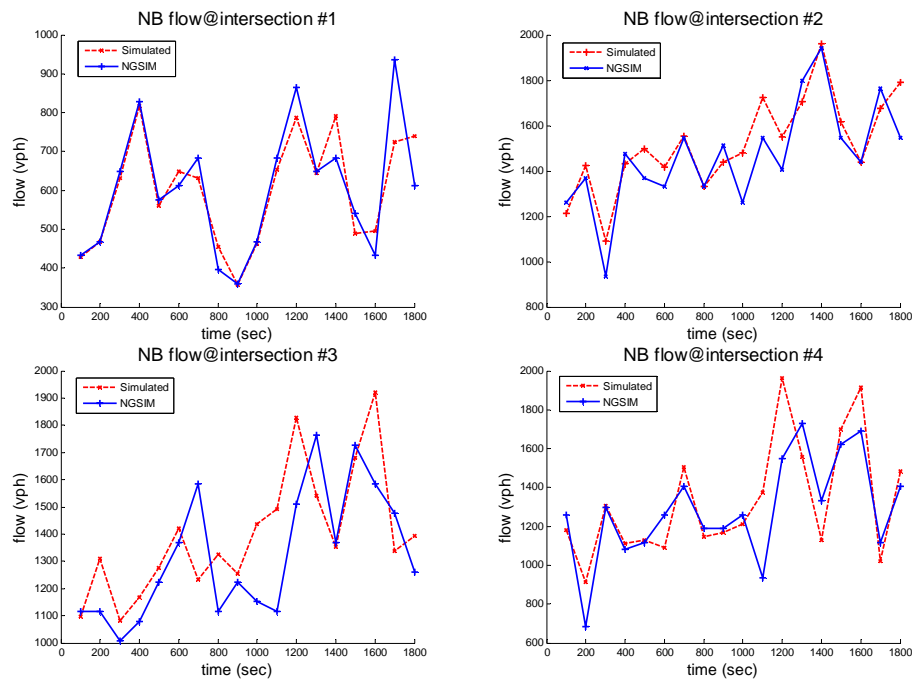 NB flow@intersection #1
1000
900
800
700
600
500
400
300
flow (vph)
Simulated
NGSIM
0 200 400 600 800 1000 1200 1400 1600 1800
time (sec)
NB flow@intersection #2
2000
1800
1600
1400
1200
1000
800
flow (vph)
Simulated
NGSIM
0 200 400 600 800 1000 1200 1400 1600 1800
time (sec)
NB flow@intersection #3
2000
1900
1800
1700
1600
1500
1400
1300
1200
1100
1000
flow (vph)
Simulated
NGSIM
0 200 400 600 800 1000 1200 1400 1600 1800
time (sec)
NB flow@intersection #4
2000
1800
1600
1400
1200
1000
800
600
flow (vph)
Simulated
NGSIM
0 200 400 600 800 1000 1200 1400 1600 1800
time (sec)